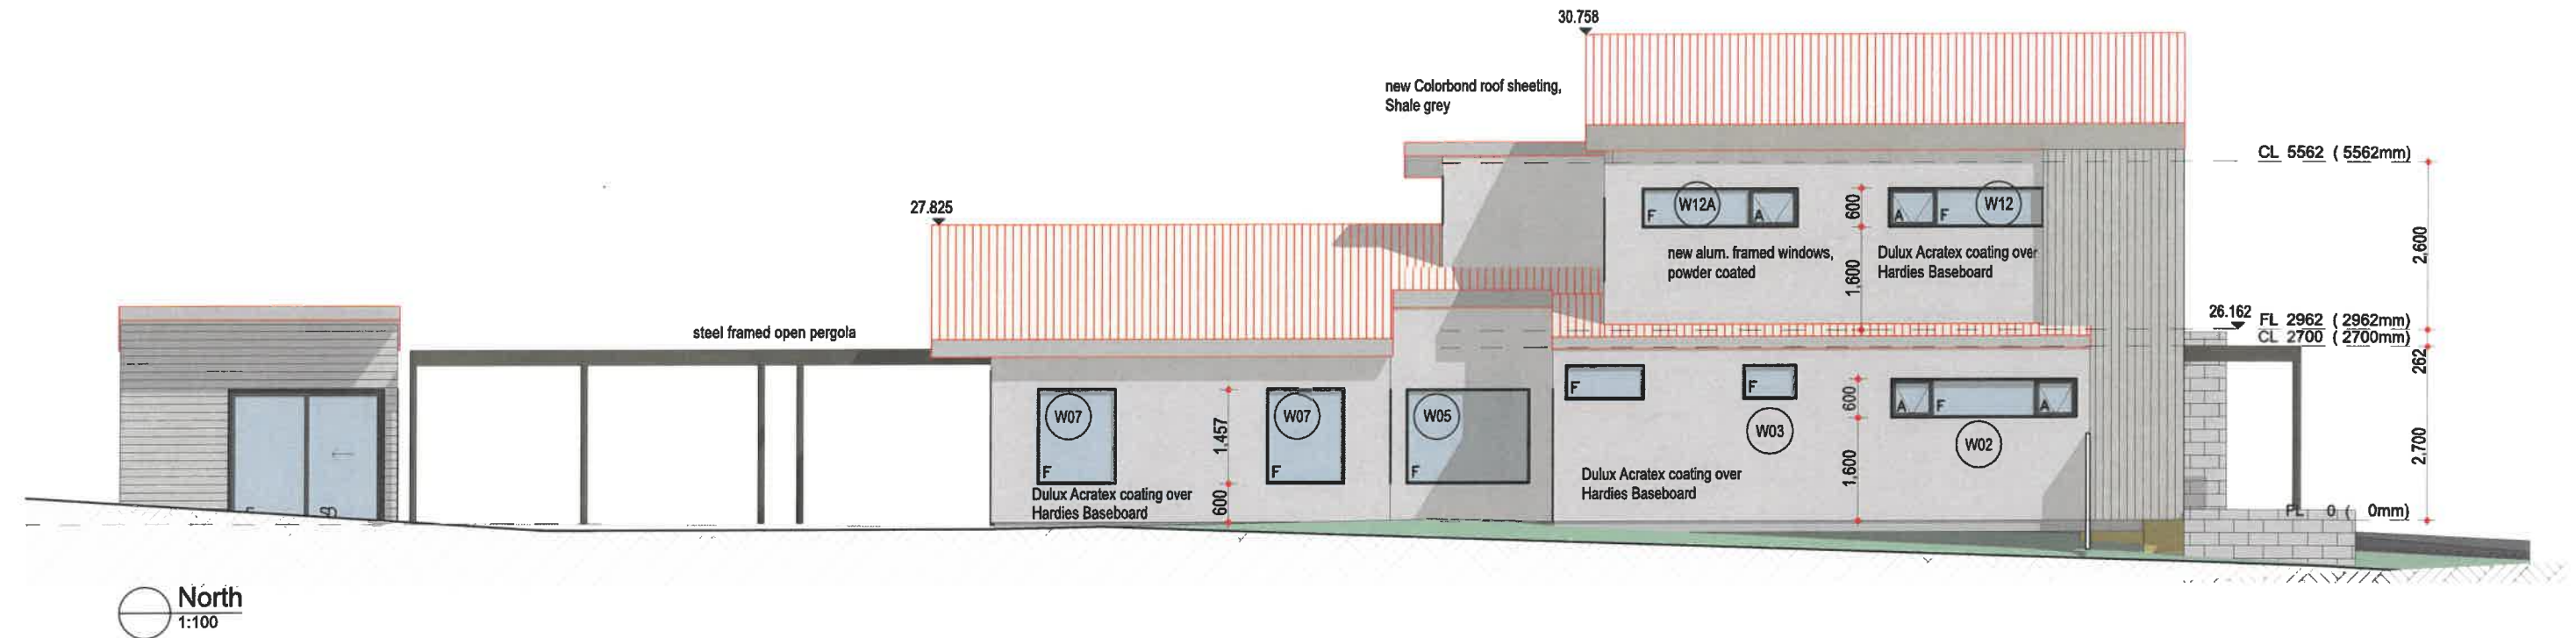 30.758
new Colorbond roof sheeting,
Shale grey
CL 5562 ( 5562mm)
27.825
W12A
F
A
W12
A
F
600
new alum. framed windows,
powder coated
Dulux Acratex coating over
Hardies Baseboard
1,600
2,600
26.162
FL 2962 ( 2962mm)
CL 2700 ( 2700mm)
262
steel framed open pergola
W07
F
W07
F
W05
F
F
F
W03
A
F
A
W02
600
1,457
1,600
2,700
600
Dulux Acratex coating over
Hardies Baseboard
Dulux Acratex coating over
Hardies Baseboard
SD
FL 0 ( 0mm)
North
1:100